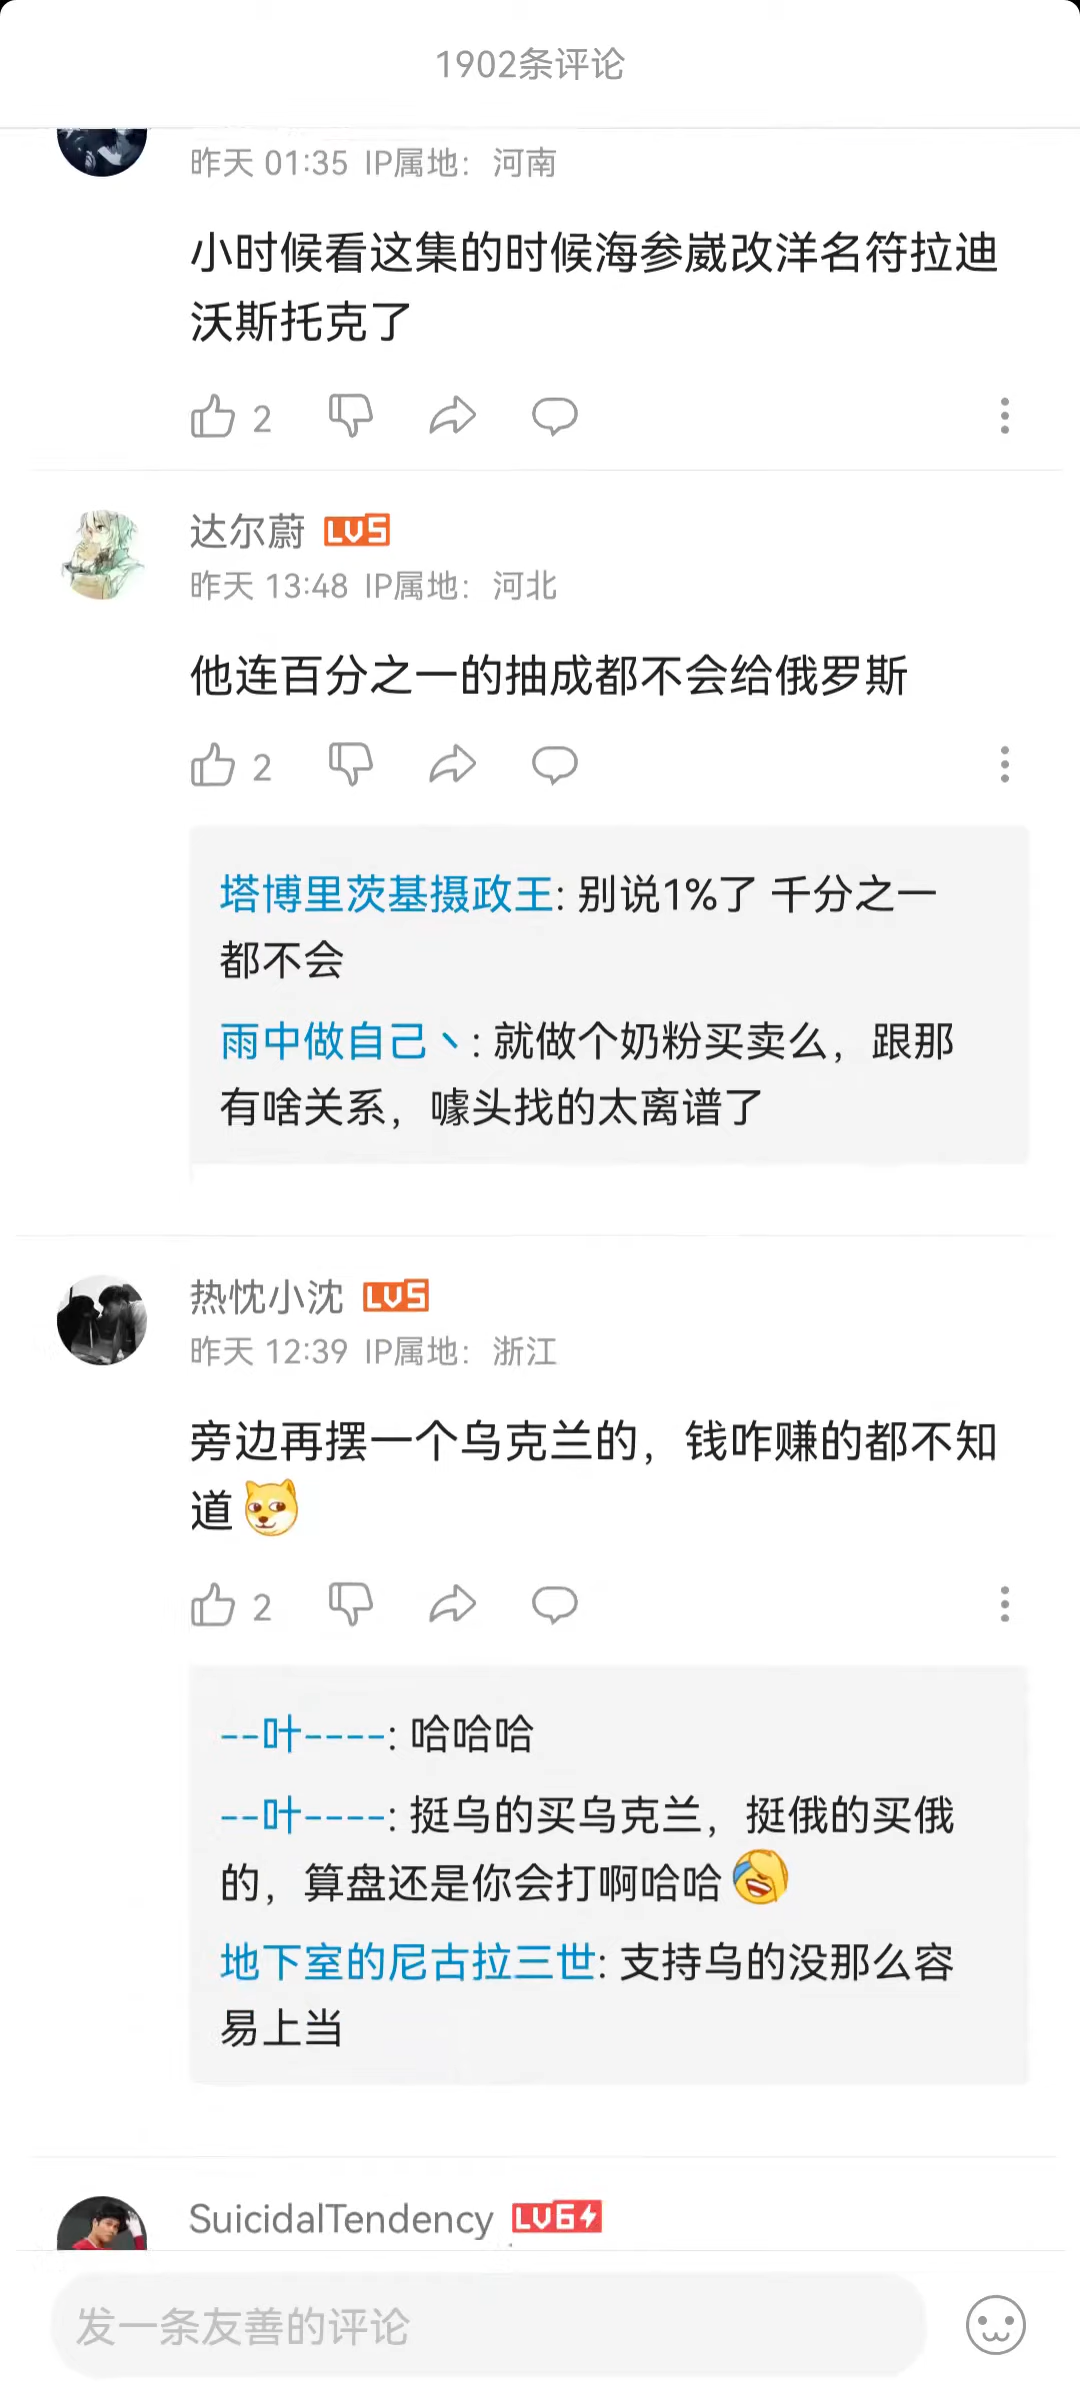 1902条评论
昨天 01:35 IP属地：河南
小时候看这集的时候海参崴改洋名符拉迪
沃斯托克了
2
达尔蔚 LV5
昨天 13:48 IP属地：河北
他连百分之一的抽成都不会给俄罗斯
2
塔博里茨基摄政王: 别说1%了 千分之一
都不会
雨中做自己丶: 就做个奶粉买卖么，跟那
有啥关系，噱头找的太离谱了
热忱小沈 LV5
昨天 12:39 IP属地：浙江
旁边再摆一个乌克兰的，钱咋赚的都不知
道
2
--叶----: 哈哈哈
--叶----: 挺乌的买乌克兰，挺俄的买俄
的，算盘还是你会打啊哈哈
地下室的尼古拉三世: 支持乌的没那么容
易上当
SuicidalTendency LV6
发一条友善的评论